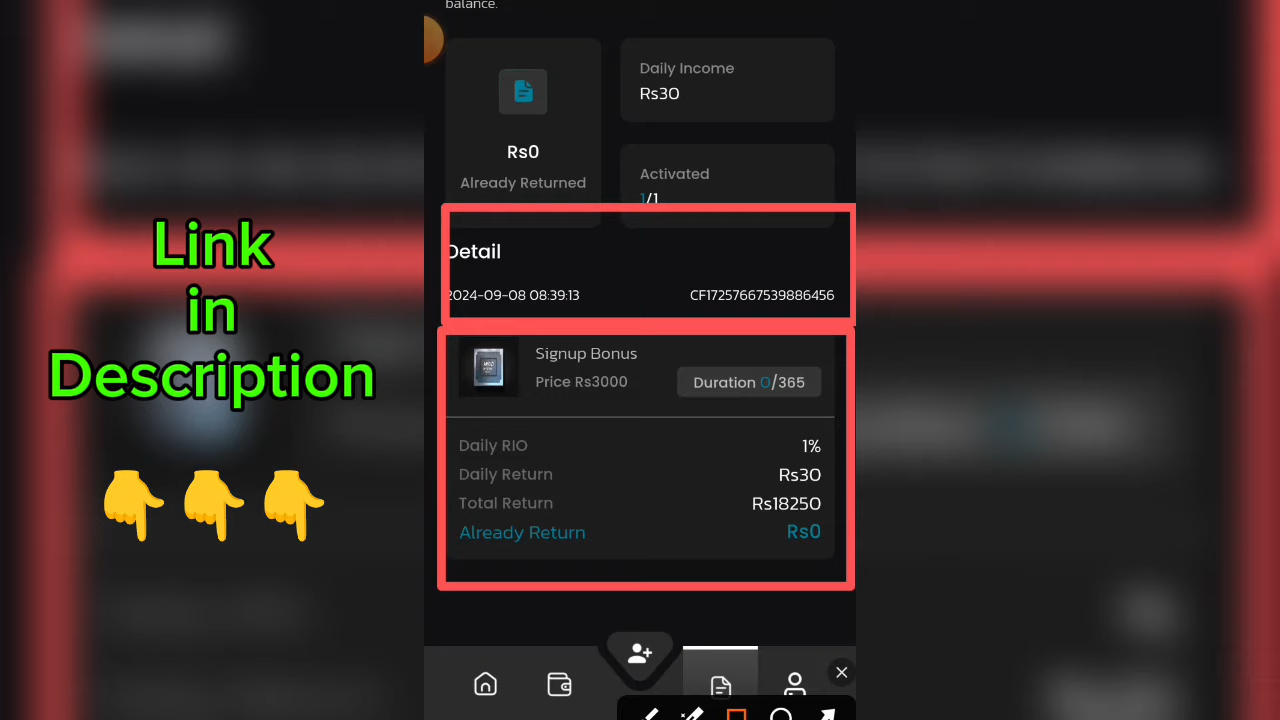 balance.
Rs0
Already Returned
Daily Income
Rs30
Activated
1/1
Detail
2024-09-08 08:39:13 CF17257667539886456
Signup Bonus
Price Rs3000
Duration 0/365
Daily RIO 1%
Daily Return Rs30
Total Return Rs18250
Already Return Rs0
Link
in
Description